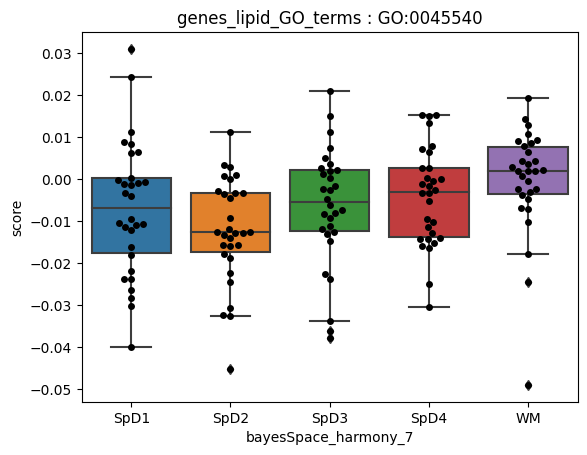 genes_lipid_GO_terms : GO:0045540
0.03
0.02
0.01
0.00
−0.01
−0.02
−0.03
−0.04
−0.05
score
SpD1 SpD2 SpD3 SpD4 WM
bayesSpace_harmony_7